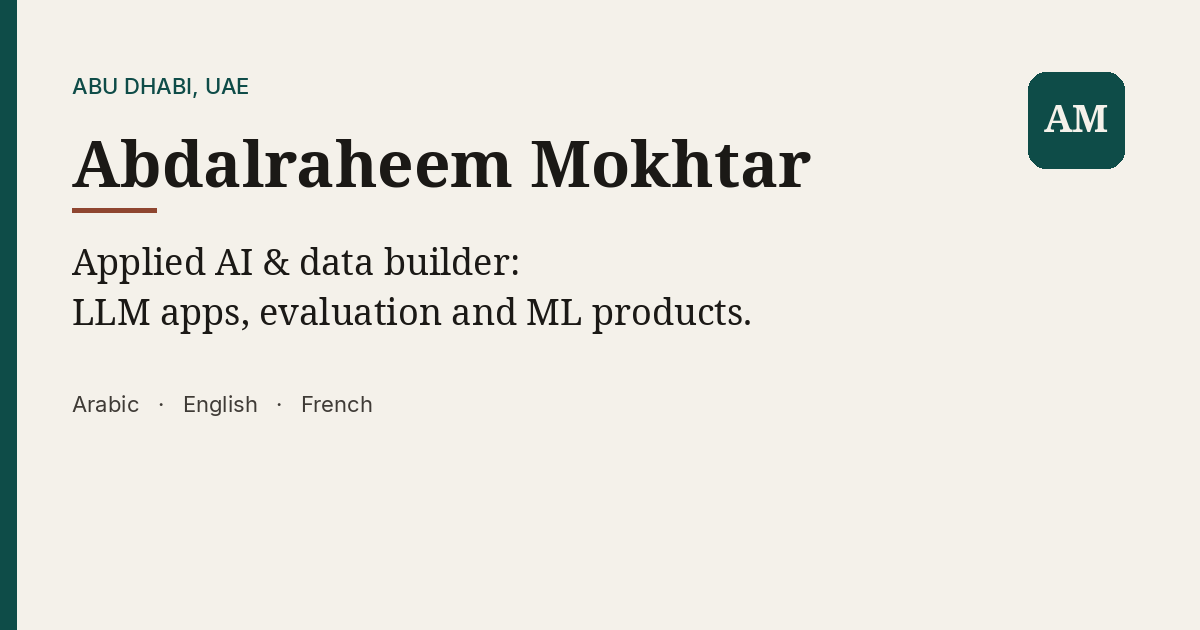 ABU DHABI, UAE
AM
Abdalraheem Mokhtar
Applied AI & data builder:
LLM apps, evaluation and ML products.
Arabic · English · French